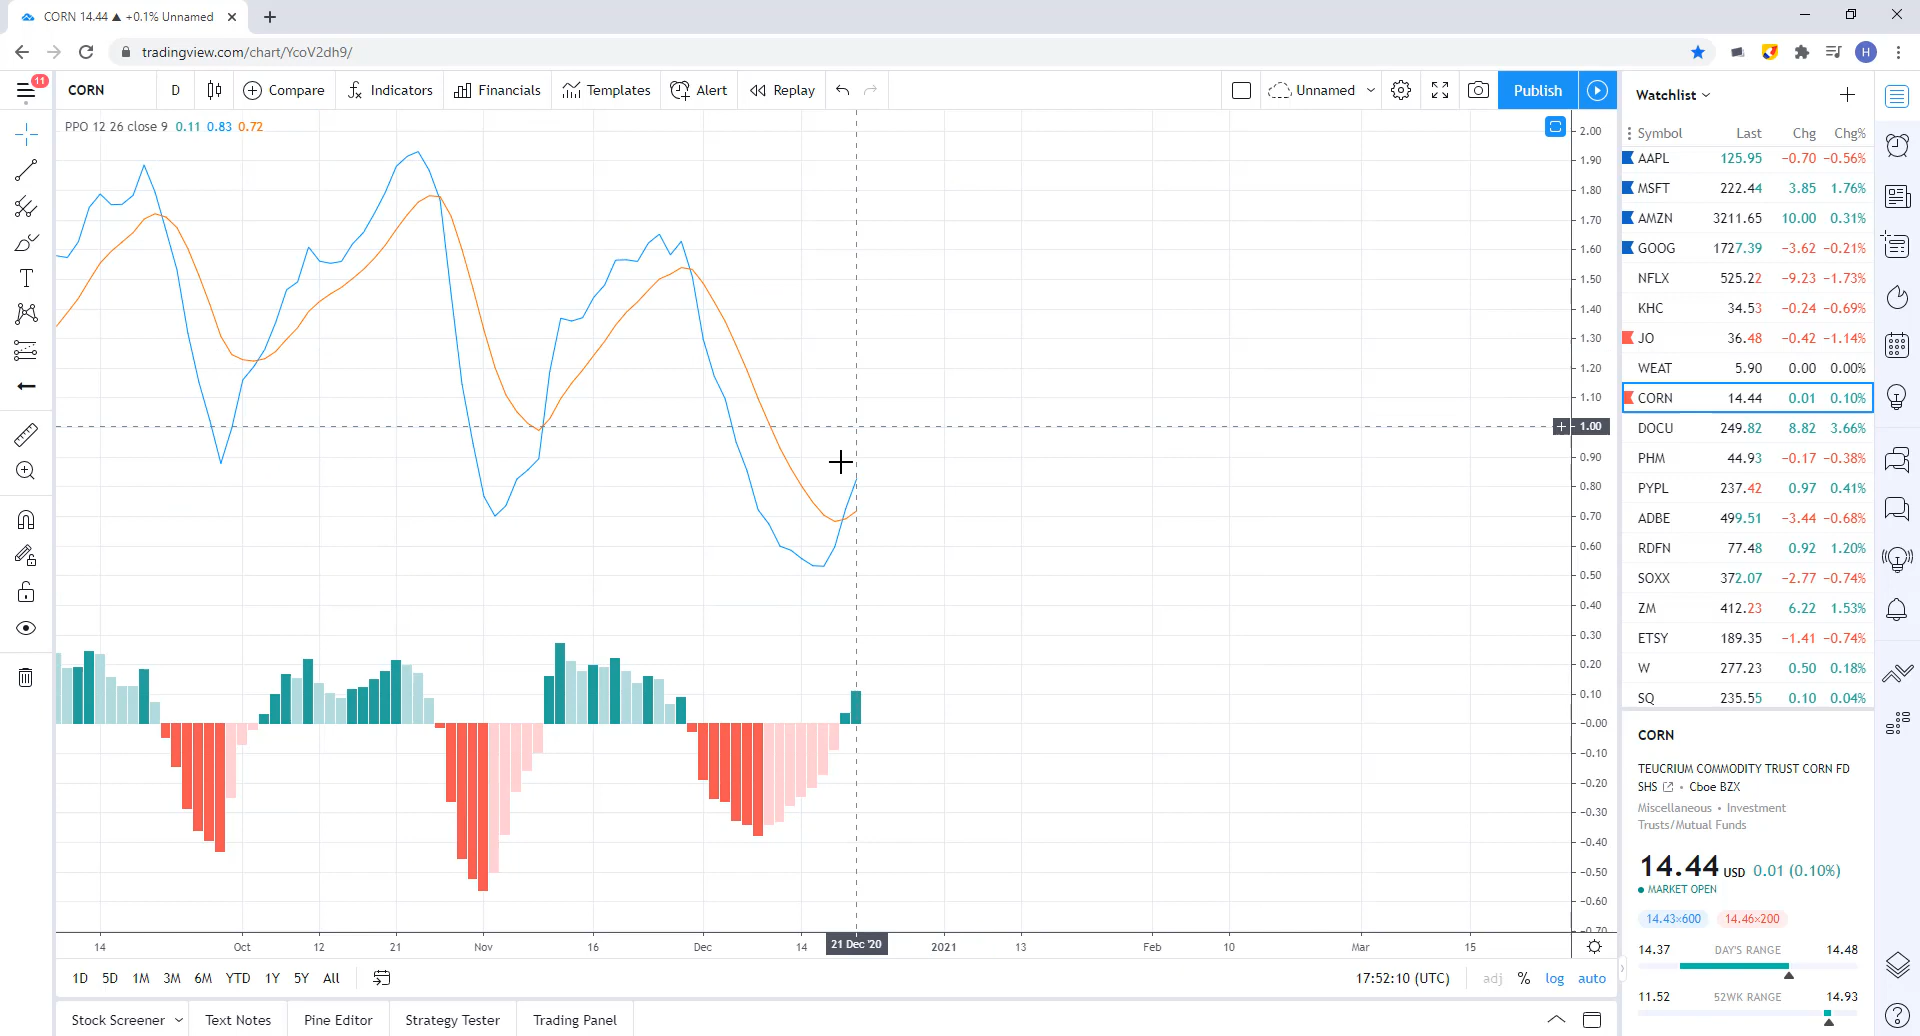 CORN 14.44 ▲ +0.1% Unnamed
tradingview.com/chart/YcoV2dh9/
H
11
CORN D Compare Indicators Financials Templates Alert Replay Unnamed Publish
PPO 12 26 close 9 0.11 0.83 0.72
2.00
1.90
1.80
1.70
1.60
1.50
1.40
1.30
1.20
1.10
1.00
0.90
0.80
0.70
0.60
0.50
0.40
0.30
0.20
0.10
−0.00
−0.10
−0.20
−0.30
−0.40
−0.50
−0.60
−0.70
14 Oct 12 21 Nov 16 Dec 14 21 Dec '20 2021 13 Feb 10 Mar 15
1D 5D 1M 3M 6M YTD 1Y 5Y All 17:52:10 (UTC) adj % log auto
Stock Screener Text Notes Pine Editor Strategy Tester Trading Panel
Watchlist
Symbol Last Chg Chg%
AAPL 125.95 −0.70 −0.56%
MSFT 222.44 3.85 1.76%
AMZN 3211.65 10.00 0.31%
GOOG 1727.39 −3.62 −0.21%
NFLX 525.22 −9.23 −1.73%
KHC 34.53 −0.24 −0.69%
JO 36.48 −0.42 −1.14%
WEAT 5.90 0.00 0.00%
CORN 14.44 0.01 0.10%
DOCU 249.82 8.82 3.66%
PHM 44.93 −0.17 −0.38%
PYPL 237.42 0.97 0.41%
ADBE 499.51 −3.44 −0.68%
RDFN 77.48 0.92 1.20%
SOXX 372.07 −2.77 −0.74%
ZM 412.23 6.22 1.53%
ETSY 189.35 −1.41 −0.74%
W 277.23 0.50 0.18%
SQ 235.55 0.10 0.04%
CORN
TEUCRIUM COMMODITY TRUST CORN FD
SHS • Cboe BZX
Miscellaneous • Investment
Trusts/Mutual Funds
14.44 USD 0.01 (0.10%)
MARKET OPEN
14.43×600 14.46×200
14.37 DAY'S RANGE 14.48
11.52 52WK RANGE 14.93